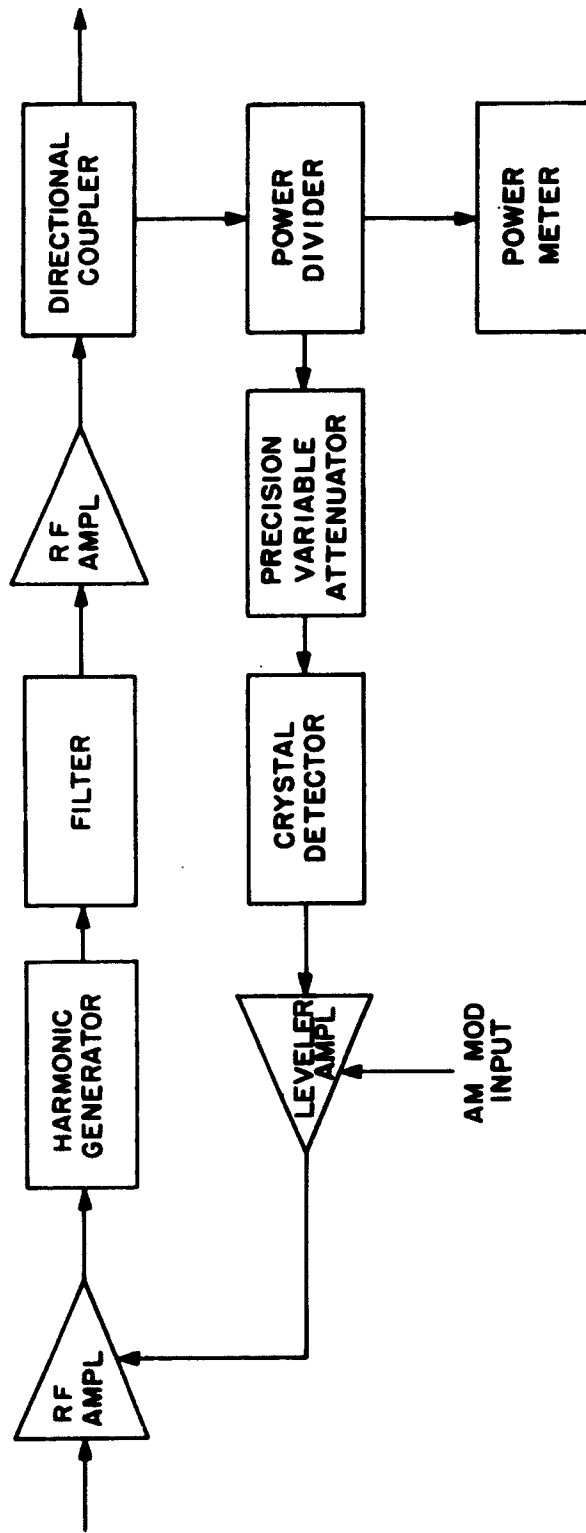 RF
AMPL
HARMONIC
GENERATOR
FILTER
RF
AMPL
DIRECTIONAL
COUPLER
LEVELER
AMPL
CRYSTAL
DETECTOR
PRECISION
VARIABLE
ATTENUATOR
POWER
DIVIDER
AM MOD
INPUT
POWER
METER